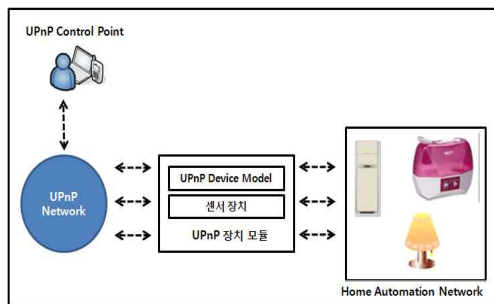 UPnP Control Point
UPnP
Network
UPnP Device Model
센서 장치
UPnP 장치 모듈
Home Automation Network